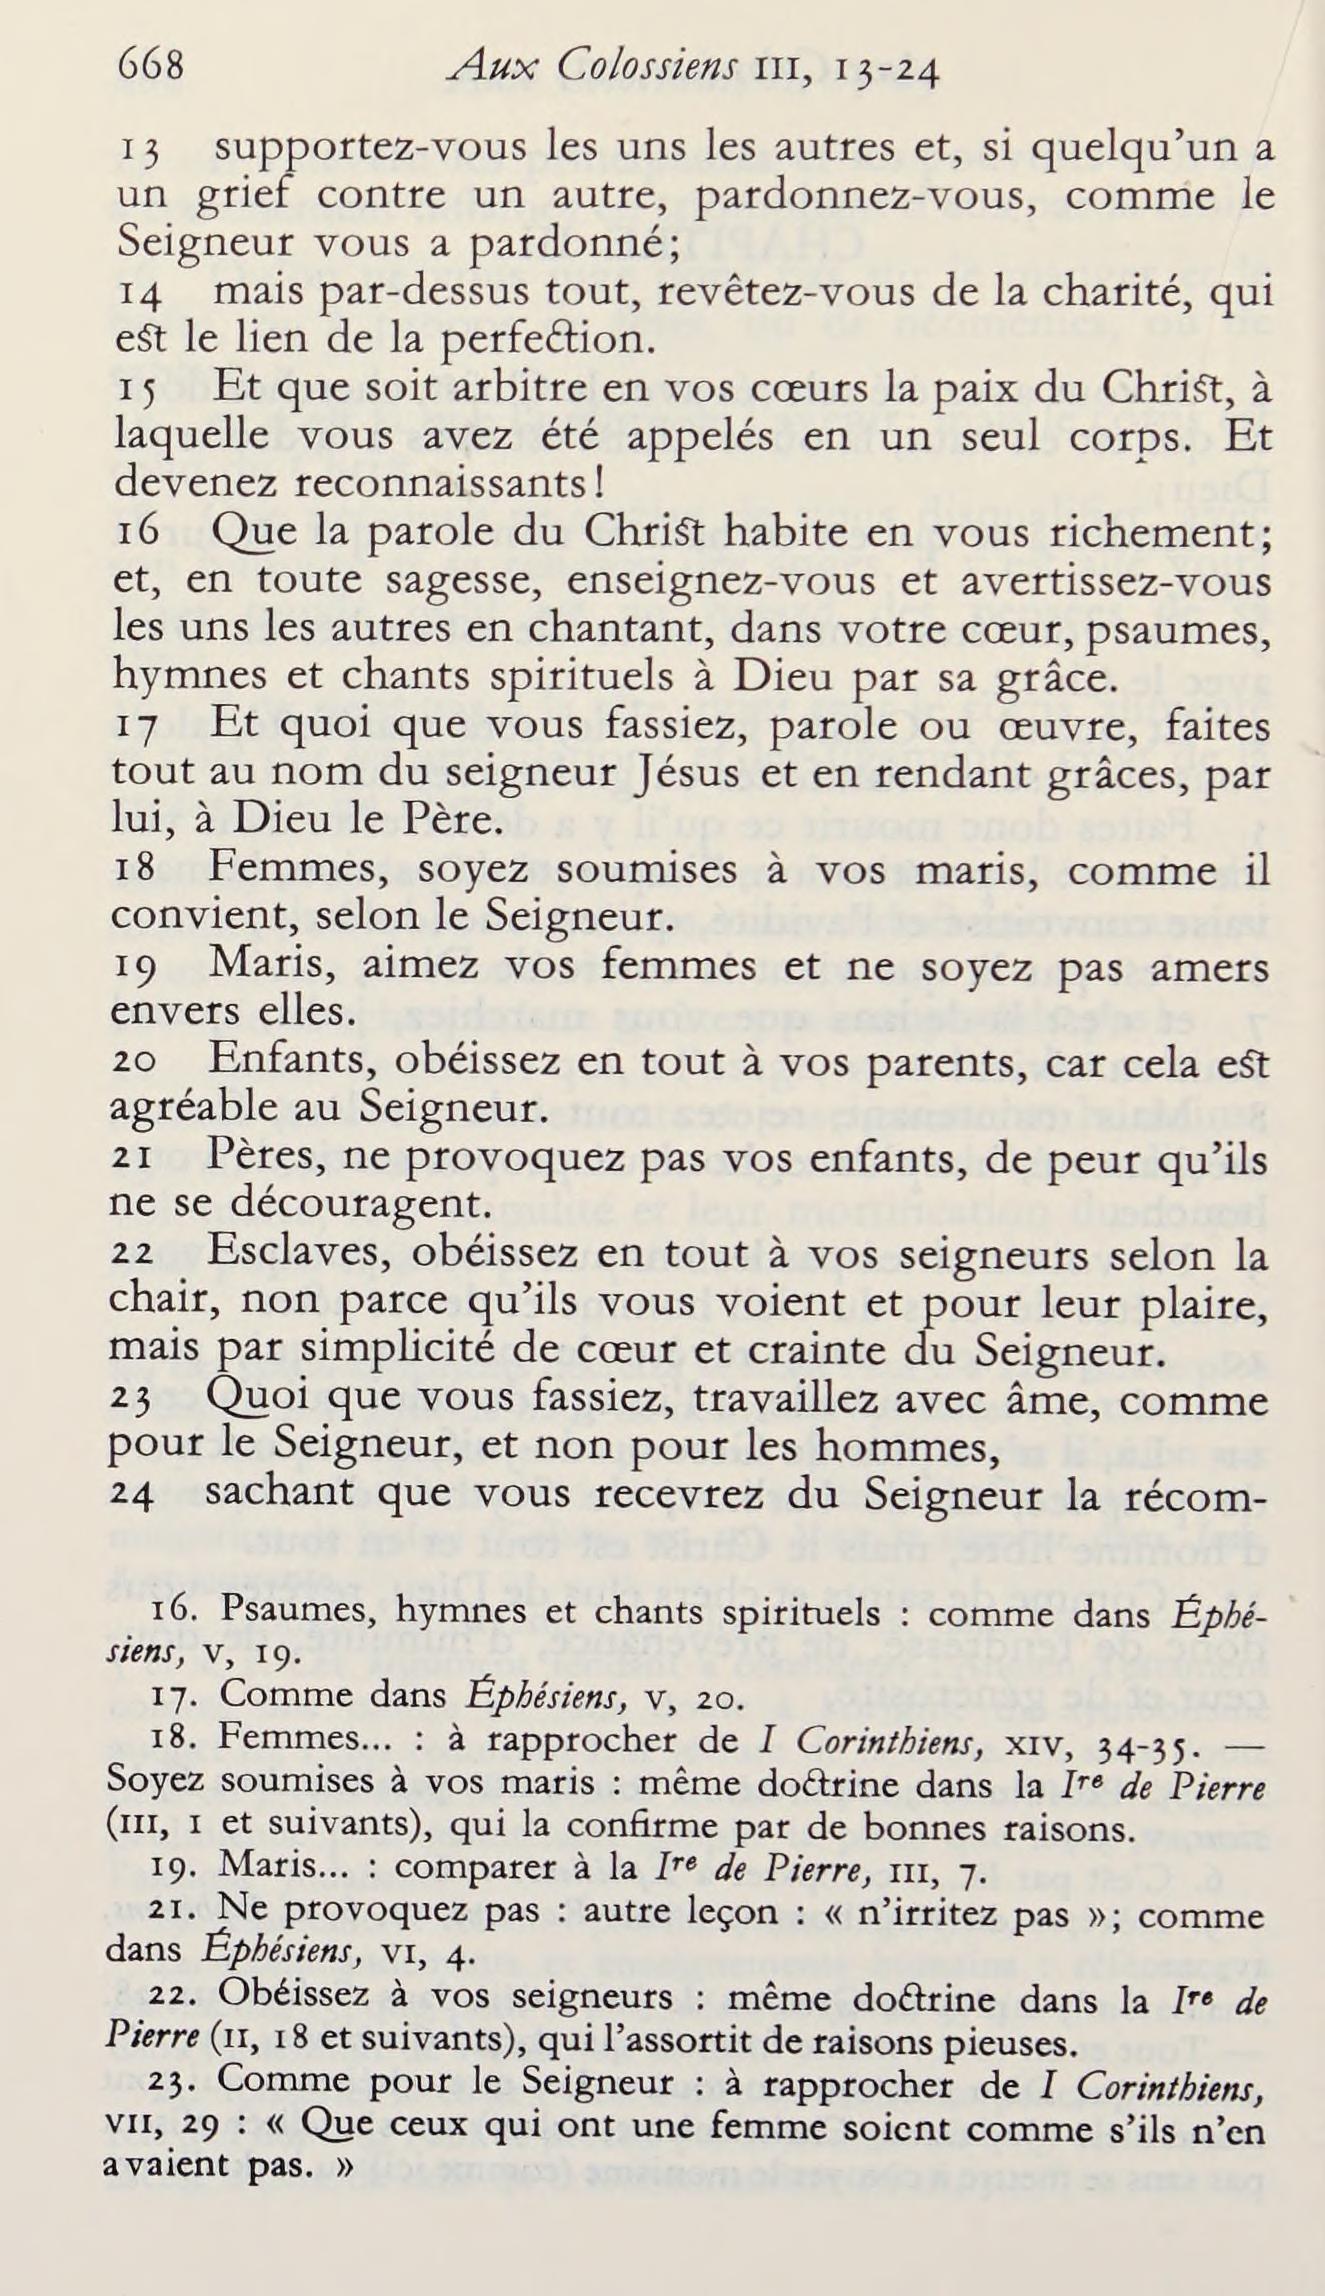 668 Aux Colossiens III, 13-24
13 supportez-vous les uns les autres et, si quelqu'un a
un grief contre un autre, pardonnez-vous, comme le
Seigneur vous a pardonné;
14 mais par-dessus tout, revêtez-vous de la charité, qui
est le lien de la perfection.
15 Et que soit arbitre en vos cœurs la paix du Christ, à
laquelle vous avez été appelés en un seul corps. Et
devenez reconnaissants!
16 Que la parole du Christ habite en vous richement;
et, en toute sagesse, enseignez-vous et avertissez-vous
les uns les autres en chantant, dans votre cœur, psaumes,
hymnes et chants spirituels à Dieu par sa grâce.
17 Et quoi que vous fassiez, parole ou œuvre, faites
tout au nom du seigneur Jésus et en rendant grâces, par
lui, à Dieu le Père.
18 Femmes, soyez soumises à vos maris, comme il
convient, selon le Seigneur.
19 Maris, aimez vos femmes et ne soyez pas amers
envers elles.
20 Enfants, obéissez en tout à vos parents, car cela est
agréable au Seigneur.
21 Pères, ne provoquez pas vos enfants, de peur qu'ils
ne se découragent.
22 Esclaves, obéissez en tout à vos seigneurs selon la
chair, non parce qu'ils vous voient et pour leur plaire,
mais par simplicité de cœur et crainte du Seigneur.
23 Quoi que vous fassiez, travaillez avec âme, comme
pour le Seigneur, et non pour les hommes,
24 sachant que vous recevrez du Seigneur la récom-
16. Psaumes, hymnes et chants spirituels : comme dans Éphé-
siens, V, 19.
17. Comme dans Éphésiens, V, 20.
18. Femmes... : à rapprocher de I Corinthiens, XIV, 34-35. —
Soyez soumises à vos maris : même doctrine dans la Ire de Pierre
(III, 1 et suivants), qui la confirme par de bonnes raisons.
19. Maris... : comparer à la Ire de Pierre, III, 7.
21. Ne provoquez pas : autre leçon : « n'irritez pas »; comme
dans Éphésiens, VI, 4.
22. Obéissez à vos seigneurs : même doctrine dans la Ire de
Pierre (II, 18 et suivants), qui l'assortit de raisons pieuses.
23. Comme pour le Seigneur : à rapprocher de I Corinthiens,
VII, 29 : « Que ceux qui ont une femme soient comme s'ils n'en
avaient pas. »